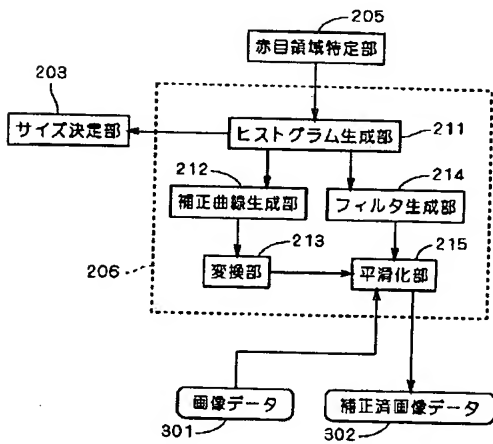 205
赤目領域特定部
203
サイズ決定部
ヒストグラム生成部
211
212
補正曲線生成部
214
フィルタ生成部
213
変換部
215
平滑化部
206
画像データ
301
補正済画像データ
302